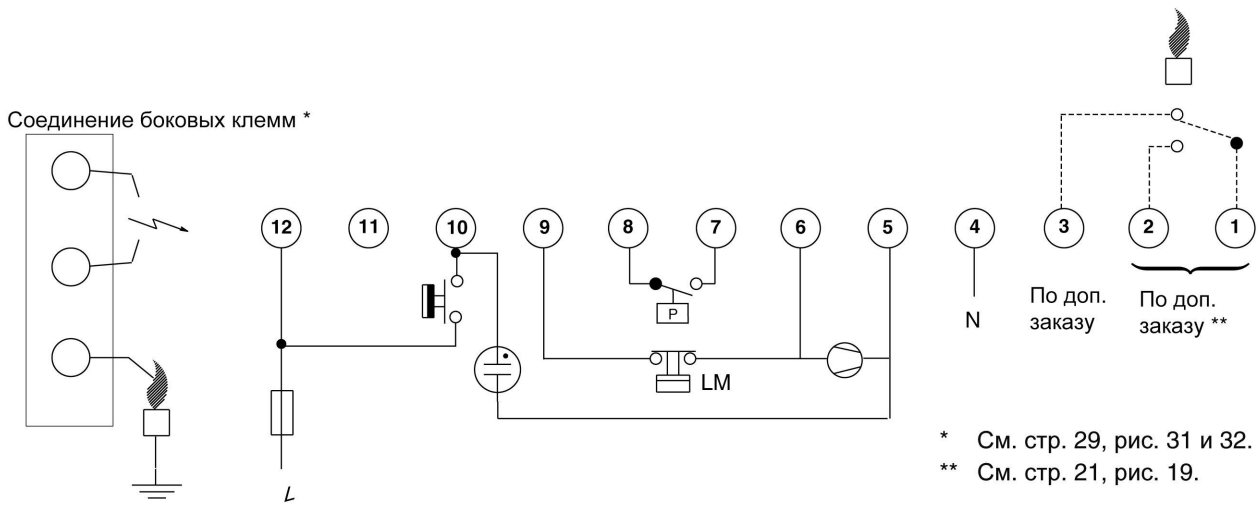 Соединение боковых клемм *
12 11 10 9 8 7 6 5 4 3 2 1
P
LM
N
По доп.
заказу
По доп.
заказу **
L
* См. стр. 29, рис. 31 и 32.
** См. стр. 21, рис. 19.